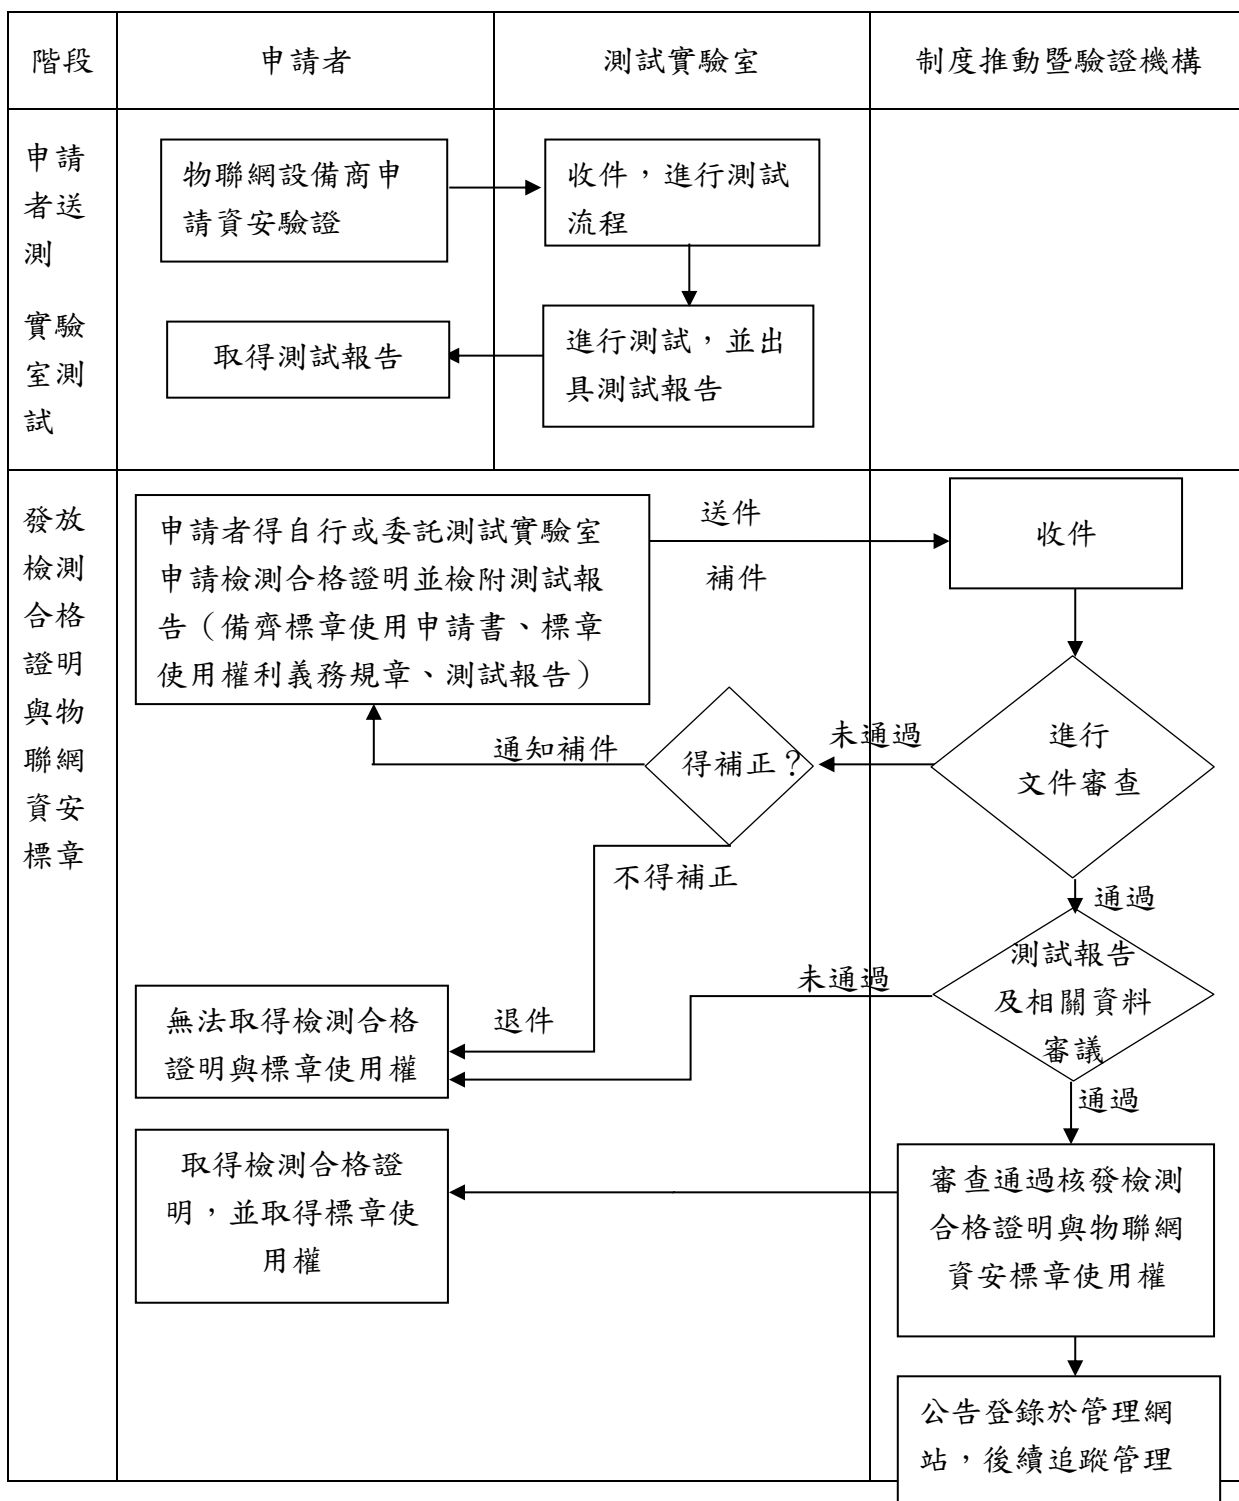 階段
申請者
測試實驗室
制度推動暨驗證機構
申請
者送
測
實驗
室測
試
物聯網設備商申
請資安驗證
收件，進行測試
流程
進行測試，並出
具測試報告
取得測試報告
發放
檢測
合格
證明
與物
聯網
資安
標章
申請者得自行或委託測試實驗室
申請檢測合格證明並檢附測試報
告（備齊標章使用申請書、標章
使用權利義務規章、測試報告）
送件
補件
收件
進行
文件審查
未通過
得補正？
通知補件
不得補正
通過
測試報告
及相關資料
審議
未通過
退件
無法取得檢測合格
證明與標章使用權
通過
審查通過核發檢測
合格證明與物聯網
資安標章使用權
取得檢測合格證
明，並取得標章使
用權
公告登錄於管理網
站，後續追蹤管理